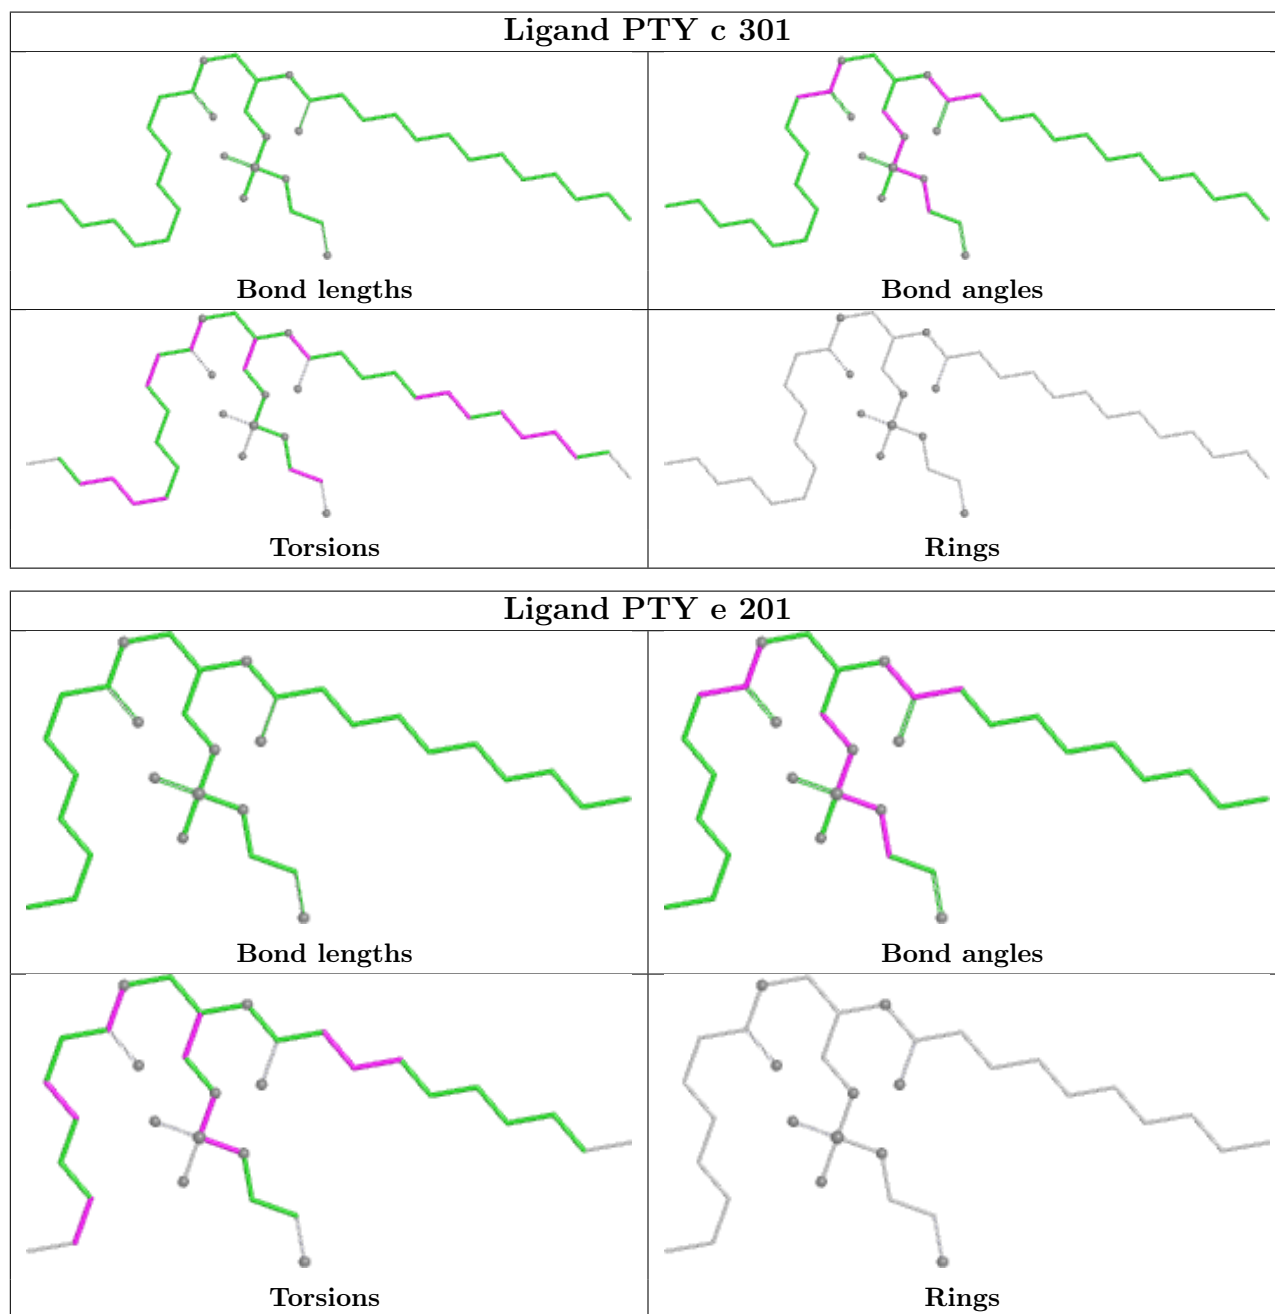 Ligand PTY c 301
Bond lengths
Bond angles
Torsions
Rings
Ligand PTY e 201
Bond lengths
Bond angles
Torsions
Rings